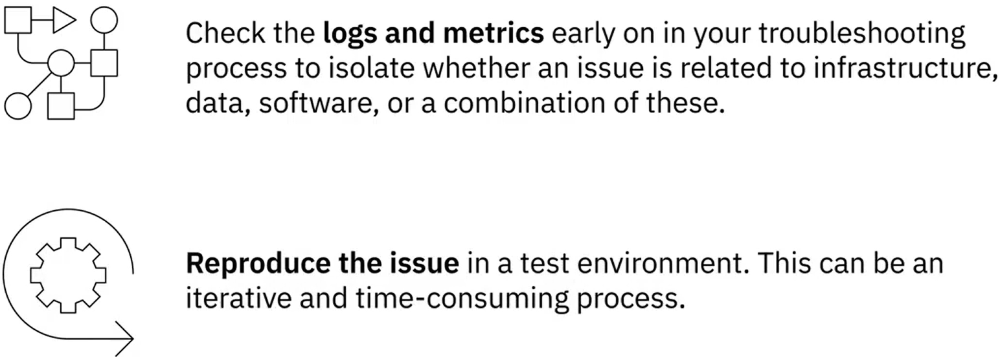 Check the logs and metrics early on in your troubleshooting
process to isolate whether an issue is related to infrastructure,
data, software, or a combination of these.
Reproduce the issue in a test environment. This can be an
iterative and time-consuming process.